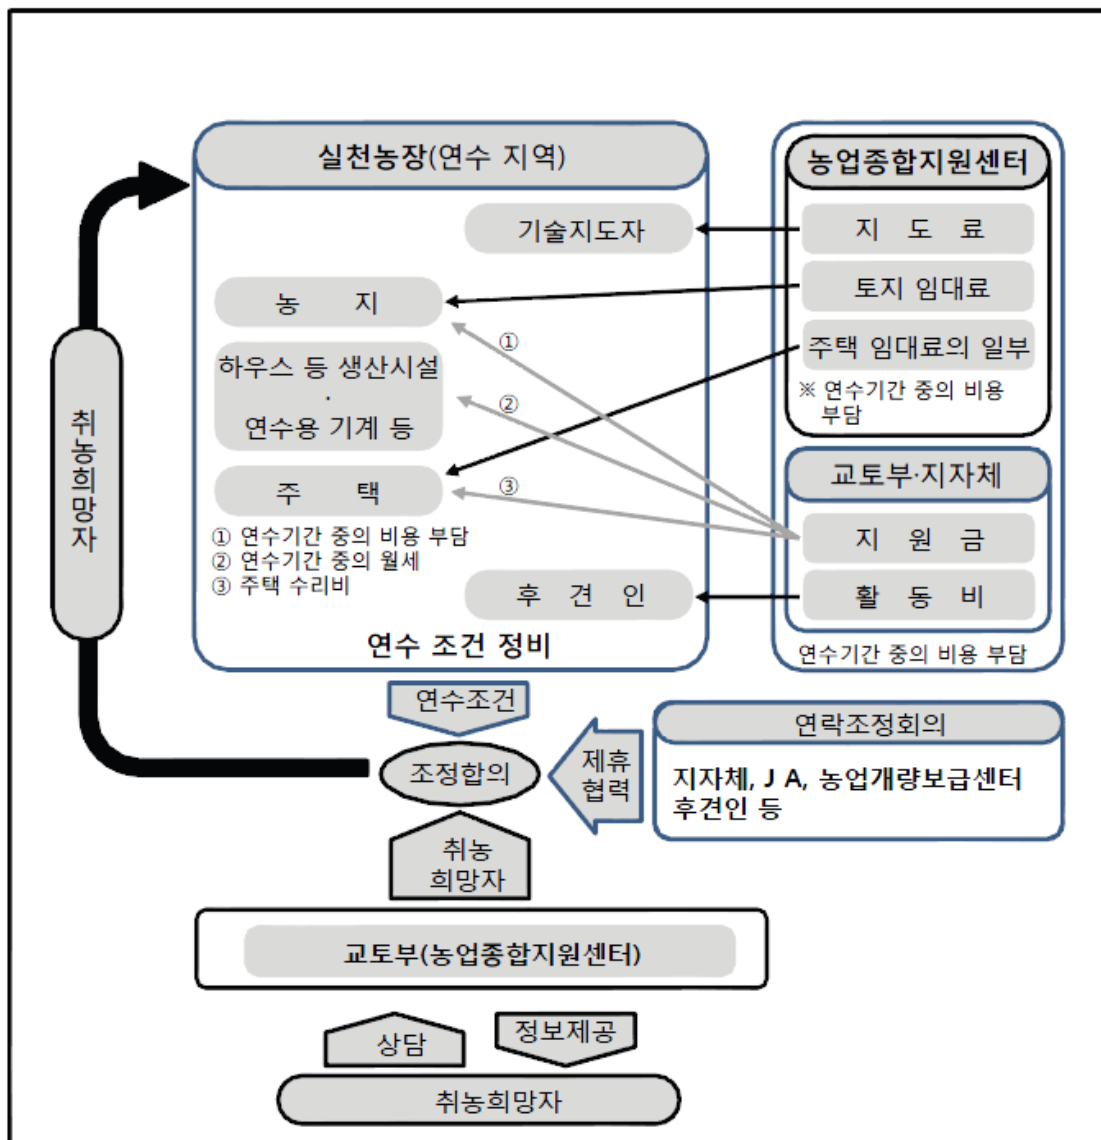 실천농장(연수 지역)
기술지도자
농 지
하우스 등 생산시설
·
연수용 기계 등
주 택
① 연수기간 중의 비용 부담
② 연수기간 중의 월세
③ 주택 수리비
후 견 인
연수 조건 정비
①
②
③
농업종합지원센터
지 도 료
토지 임대료
주택 임대료의 일부
※ 연수기간 중의 비용
부담
교토부·지자체
지 원 금
활 동 비
연수기간 중의 비용 부담
취농희망자
연수조건
조정합의
제휴
협력
연락조정회의
지자체, J A, 농업개량보급센터
후견인 등
취농
희망자
교토부(농업종합지원센터)
상담
정보제공
취농희망자